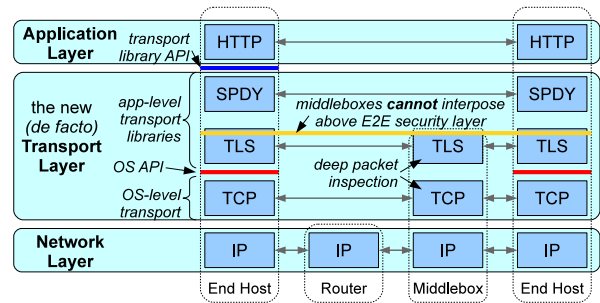 Application
Layer
transport
library API
HTTP
HTTP
the new
(de facto)
Transport
Layer
app-level
transport
libraries
SPDY
SPDY
middleboxes cannot interpose
above E2E security layer
TLS
TLS
TLS
OS API
deep packet
inspection
OS-level
transport
TCP
TCP
TCP
Network
Layer
IP
IP
IP
IP
End Host
Router
Middlebox
End Host